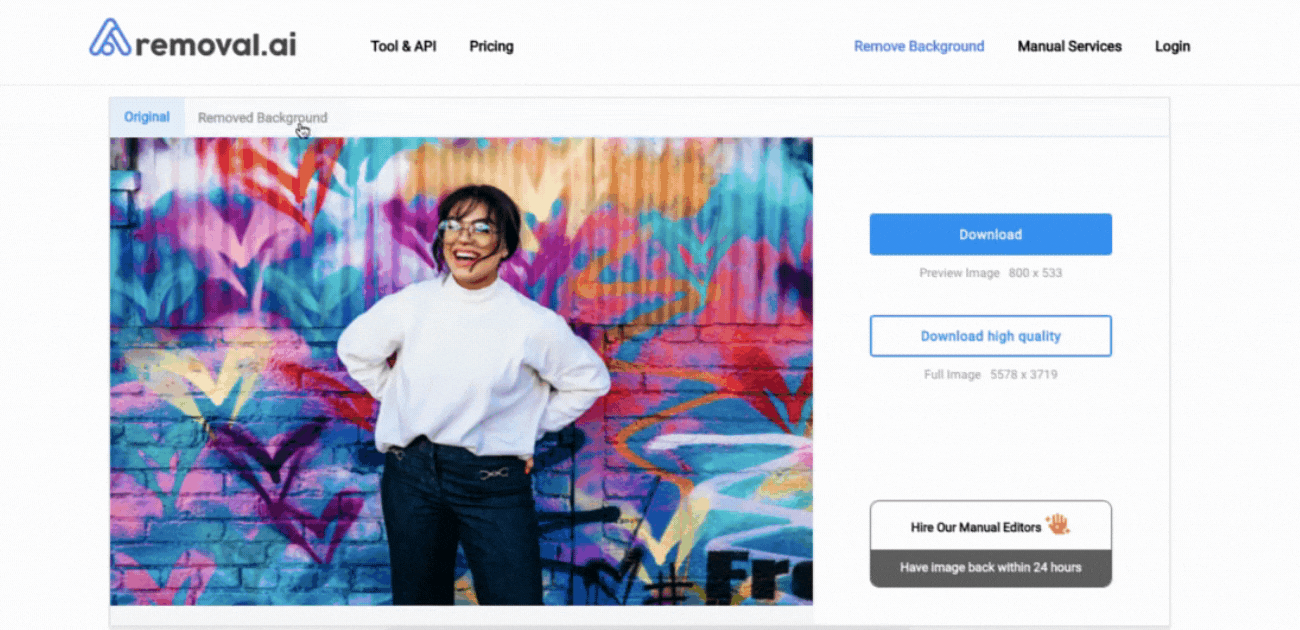 removal.ai
Tool & API
Pricing
Remove Background
Manual Services
Login
Original
Removed Background
Download
Preview Image 800 x 533
Download high quality
Full Image 5578 x 3719
Hire Our Manual Editors
Have image back within 24 hours
#Fre